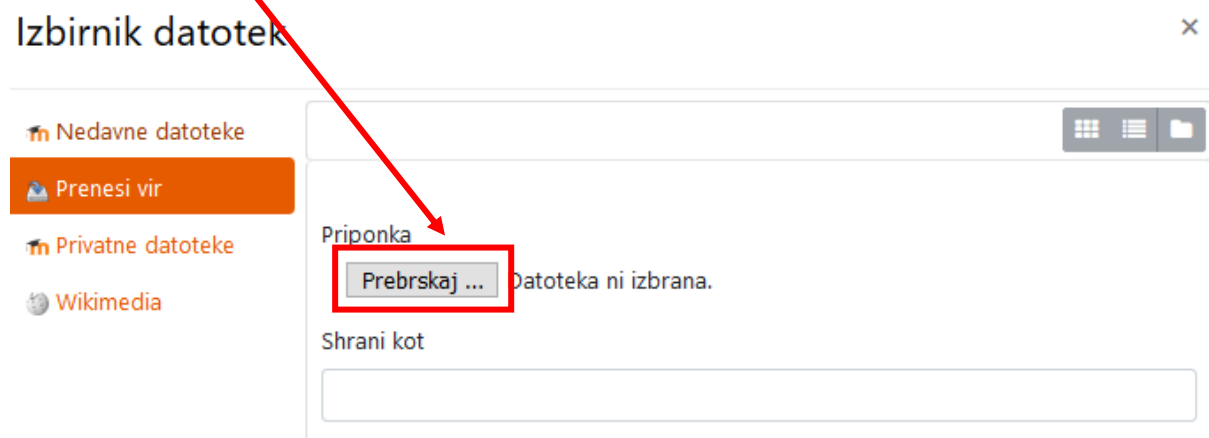 Izbirnik datotek
Nedavne datoteke
Prenesi vir
Privatne datoteke
Wikimedia
Priponka
Prebrskaj ... Datoteka ni izbrana.
Shrani kot